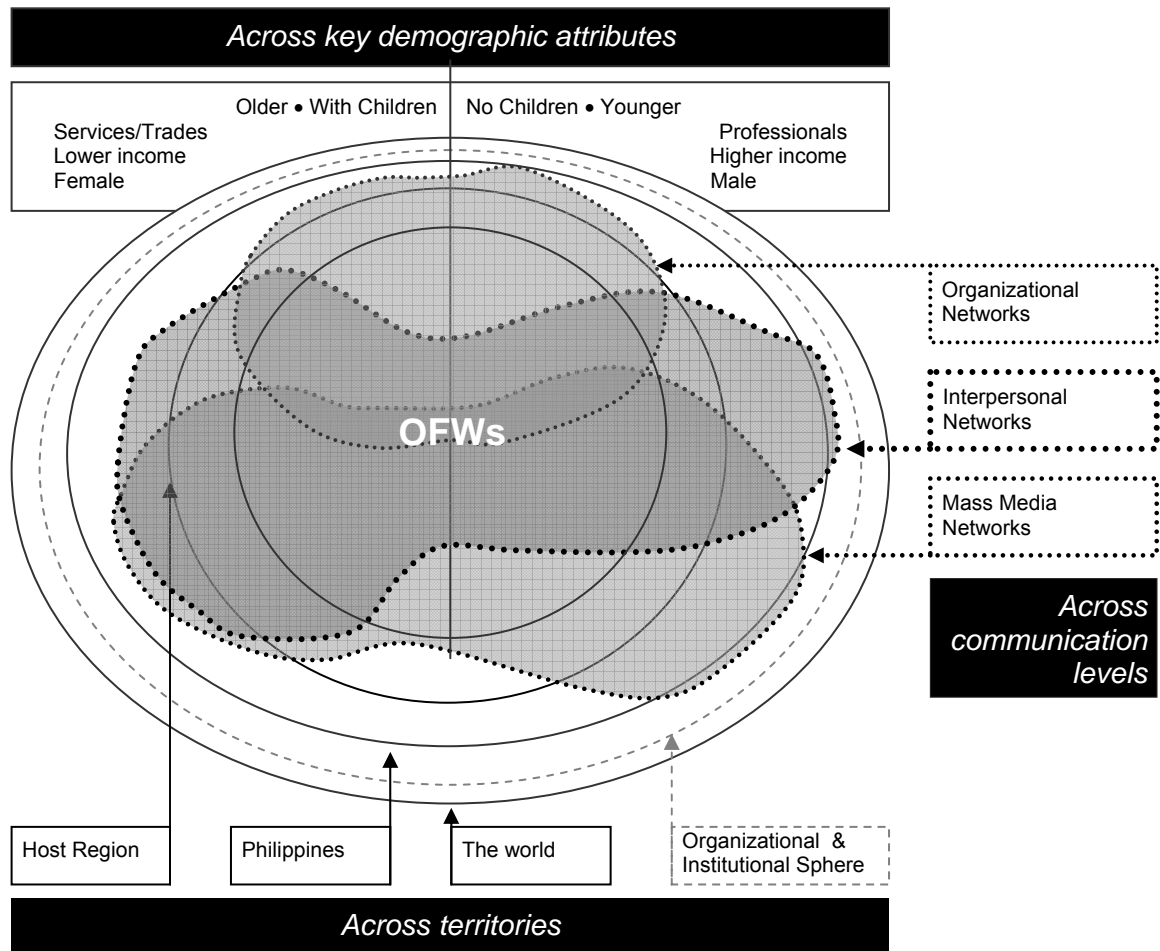 Across key demographic attributes
Older • With Children
No Children • Younger
Services/Trades
Lower income
Female
Professionals
Higher income
Male
Organizational
Networks
Interpersonal
Networks
OFWs
Mass Media
Networks
Across
communication
levels
Host Region
Philippines
The world
Organizational &
Institutional Sphere
Across territories